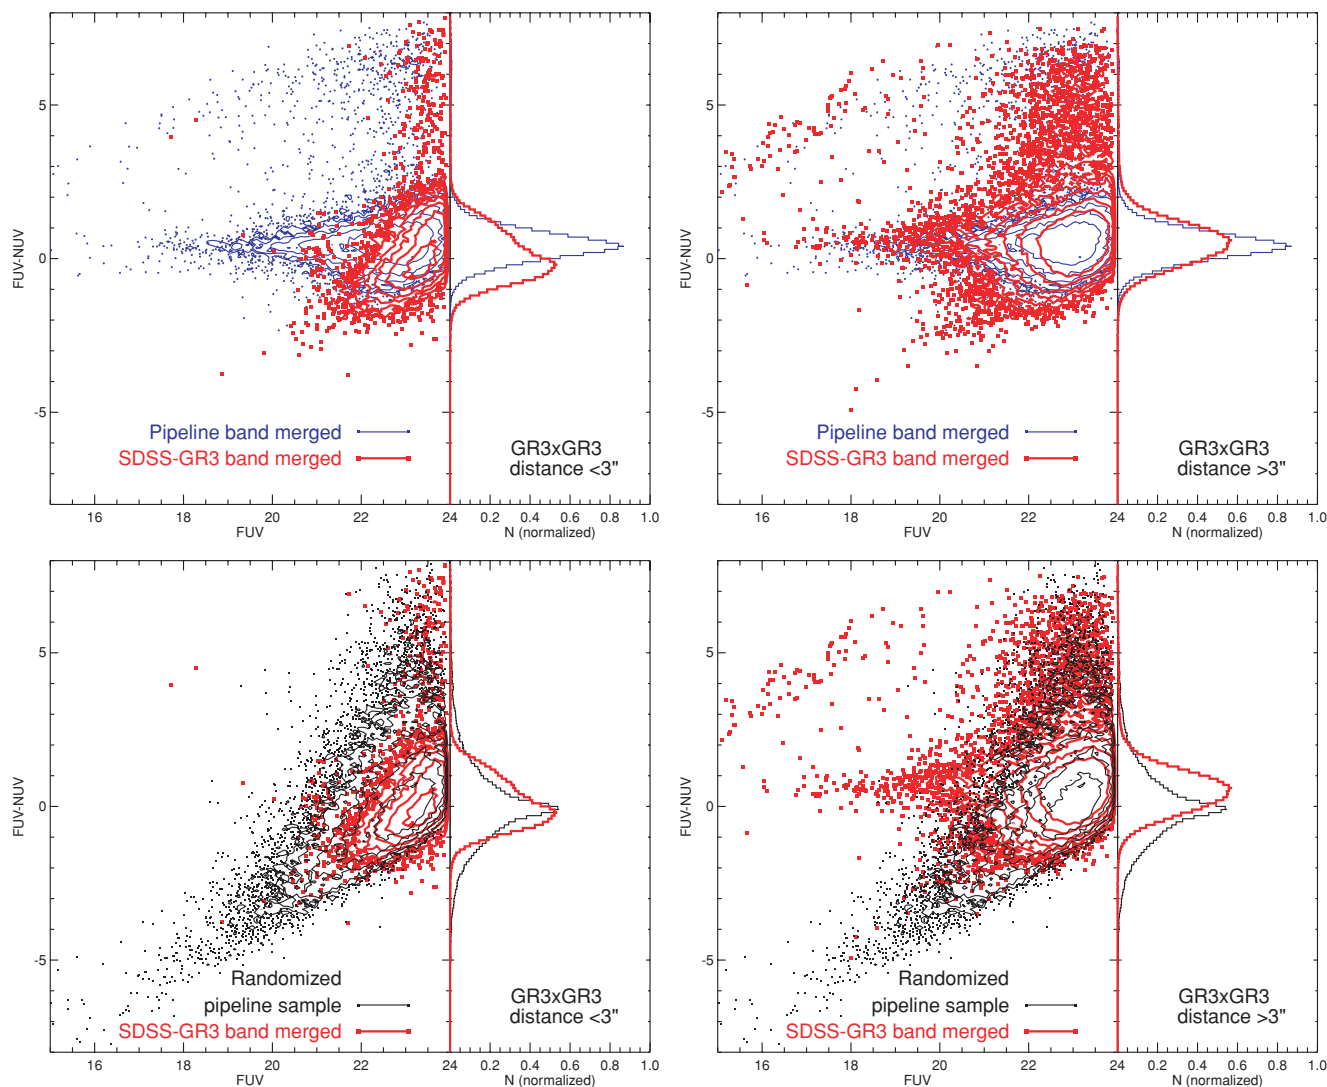 5
0
-5
FUV-NUV
Pipeline band merged
SDSS-GR3 band merged
GR3xGR3
distance <3"
16 18 20 22 24 0.2 0.4 0.6 0.8 1.0
FUV N (normalized)
5
0
-5
FUV-NUV
Pipeline band merged
SDSS-GR3 band merged
GR3xGR3
distance >3"
16 18 20 22 24 0.2 0.4 0.6 0.8 1.0
FUV N (normalized)
5
0
-5
FUV-NUV
Randomized
pipeline sample
SDSS-GR3 band merged
GR3xGR3
distance <3"
16 18 20 22 24 0.2 0.4 0.6 0.8 1.0
FUV N (normalized)
5
0
-5
FUV-NUV
Randomized
pipeline sample
SDSS-GR3 band merged
GR3xGR3
distance >3"
16 18 20 22 24 0.2 0.4 0.6 0.8 1.0
FUV N (normalized)